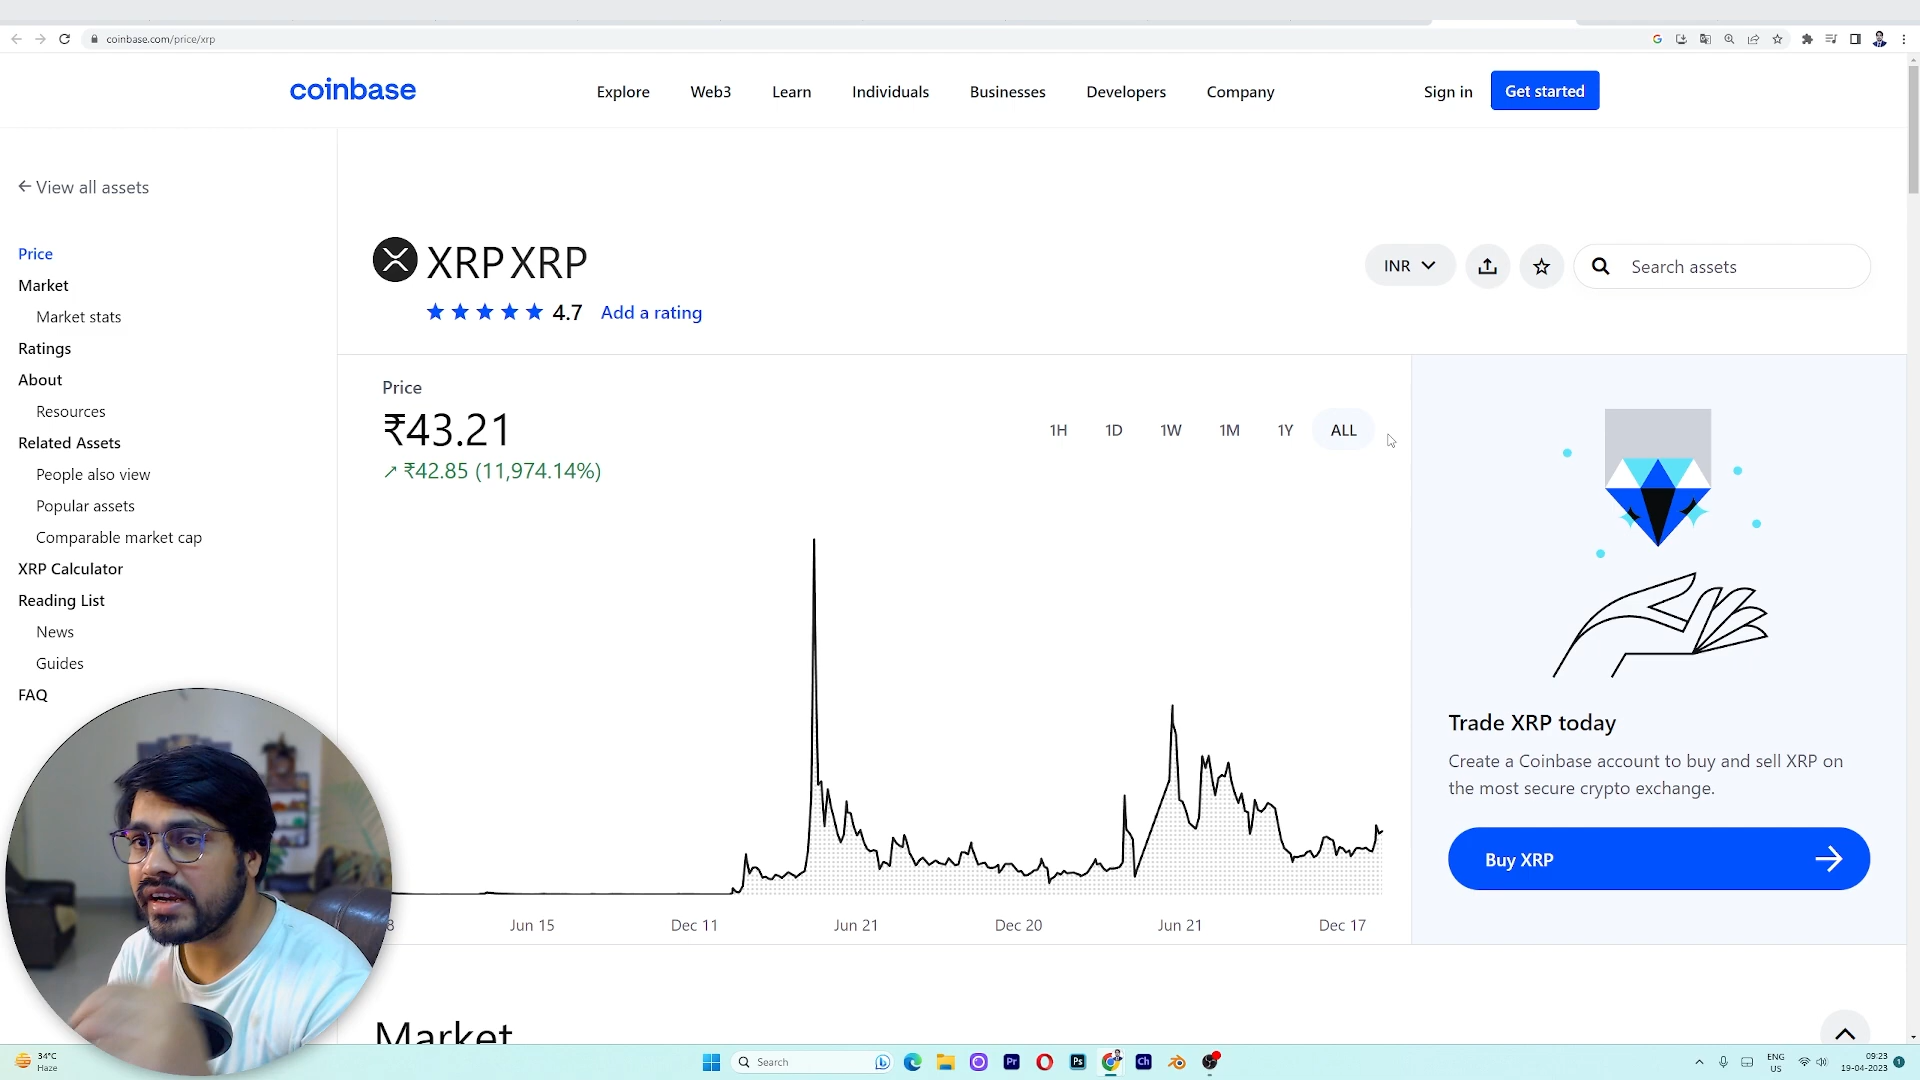 coinbase.com/price/xrp
coinbase
Explore
Web3
Learn
Individuals
Businesses
Developers
Company
Sign in
Get started
View all assets
Price
Market
Market stats
Ratings
About
Resources
Related Assets
People also view
Popular assets
Comparable market cap
XRP Calculator
Reading List
News
Guides
FAQ
XRP XRP
4.7 Add a rating
INR
Search assets
Price
₹43.21
₹42.85 (11,974.14%)
1H 1D 1W 1M 1Y ALL
Jun 15 Dec 11 Jun 21 Dec 20 Jun 21 Dec 17
Trade XRP today
Create a Coinbase account to buy and sell XRP on
the most secure crypto exchange.
Buy XRP
Market
34°C
Haze
Search
Pr
Ps
Ch
ENG
US
09:23
19-04-2023
1